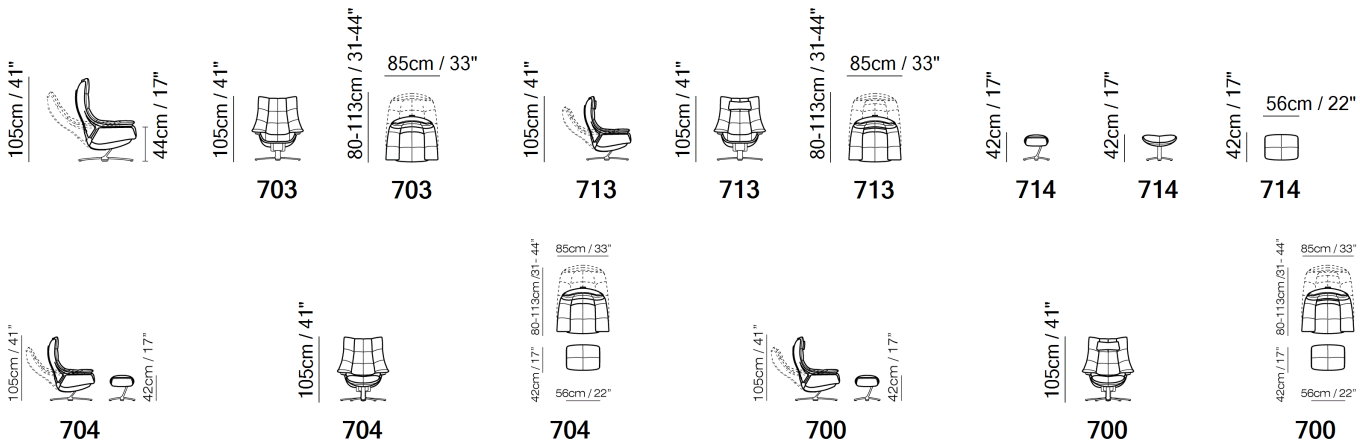 105cm / 41"
44cm / 17"
105cm / 41"
703
80-113cm / 31-44"
85cm / 33"
703
105cm / 41"
713
105cm / 41"
713
80-113cm / 31-44"
85cm / 33"
713
42cm / 17"
714
42cm / 17"
714
42cm / 17"
56cm / 22"
714
105cm / 41"
42cm / 17"
704
105cm / 41"
704
85cm / 33"
80-113cm /31- 44"
42cm / 17"
56cm / 22"
704
105cm / 41"
42cm / 17"
700
105cm / 41"
700
85cm / 33"
80-113cm /31- 44"
42cm / 17"
56cm / 22"
700